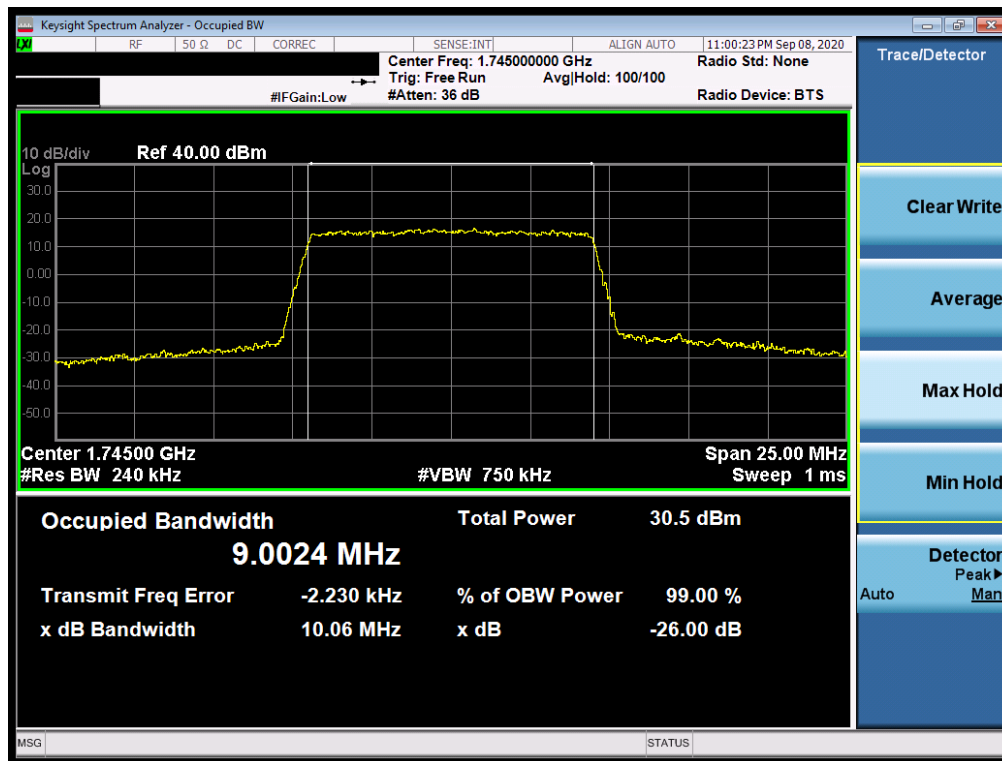 Keysight Spectrum Analyzer - Occupied BW
LXI RF 50 Ω DC CORREC SENSE:INT ALIGN AUTO 11:00:23 PM Sep 08, 2020
Center Freq: 1.745000000 GHz Radio Std: None
Trig: Free Run Avg|Hold: 100/100
#IFGain:Low #Atten: 36 dB Radio Device: BTS
Trace/Detector
10 dB/div Ref 40.00 dBm
Log
30.0
20.0
10.0
0.00
-10.0
-20.0
-30.0
-40.0
-50.0
Center 1.74500 GHz Span 25.00 MHz
#Res BW 240 kHz #VBW 750 kHz Sweep 1 ms
Occupied Bandwidth Total Power 30.5 dBm
9.0024 MHz
Transmit Freq Error -2.230 kHz % of OBW Power 99.00 %
x dB Bandwidth 10.06 MHz x dB -26.00 dB
Clear Write
Average
Max Hold
Min Hold
Detector
Peak▶
Auto Man
MSG STATUS